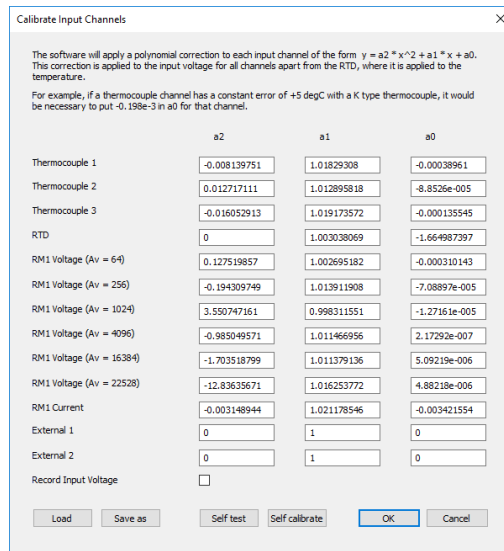 Calibrate Input Channels
The software will apply a polynomial correction to each input channel of the form y = a2 * x^2 + a1 * x + a0.
This correction is applied to the input voltage for all channels apart from the RTD, where it is applied to the
temperature.
For example, if a thermocouple channel has a constant error of +5 degC with a K type thermocouple, it would
be necessary to put -0.198e-3 in a0 for that channel.
a2 a1 a0
Thermocouple 1 -0.008139751 1.01829308 -0.00038961
Thermocouple 2 0.012717111 1.012895818 -8.8526e-005
Thermocouple 3 -0.016052913 1.019173572 -0.000135545
RTD 0 1.003038069 -1.664987397
RM1 Voltage (Av = 64) 0.127519857 1.002695182 -0.000310143
RM1 Voltage (Av = 256) -0.194309749 1.013911908 -7.08897e-005
RM1 Voltage (Av = 1024) 3.550747161 0.998311551 -1.27161e-005
RM1 Voltage (Av = 4096) -0.985049571 1.011466956 2.17292e-007
RM1 Voltage (Av = 16384) -1.703518799 1.011379136 5.09219e-006
RM1 Voltage (Av = 22528) -12.83635671 1.016253772 4.88218e-006
RM1 Current -0.003148944 1.021178546 -0.003421554
External 1 0 1 0
External 2 0 1 0
Record Input Voltage
Load Save as Self test Self calibrate OK Cancel